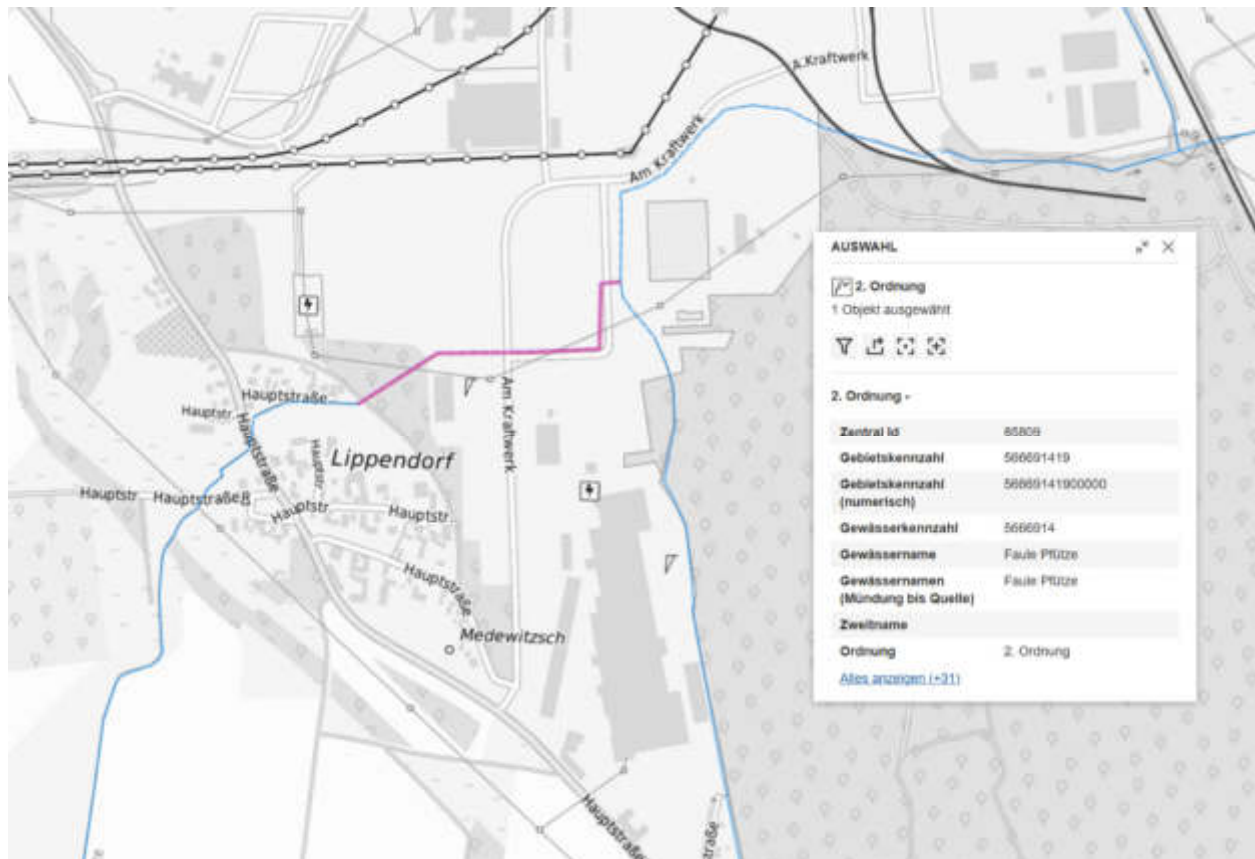 A.Kraftwerk
Am Kraftwerk
AUSWAHL
2. Ordnung
1 Objekt ausgewählt
2. Ordnung
Zentral Id 85809
Gebietskennzahl 566691419
Gebietskennzahl (numerisch) 56669141900000
Gewässerkennzahl 5666914
Gewässername Faule Pfütze
Gewässernamen (Mündung bis Quelle) Faule Pfütze
Zweitname
Ordnung 2. Ordnung
Alles anzeigen (+31)
Hauptstraße
Hauptstr.
Hauptstraße
Am Kraftwerk
Lippendorf
Hauptstr.
Hauptstr.
Hauptstraße
Hauptstr.
Hauptstr.
Hauptstraße
Medewitzsch
Hauptstraße
straße